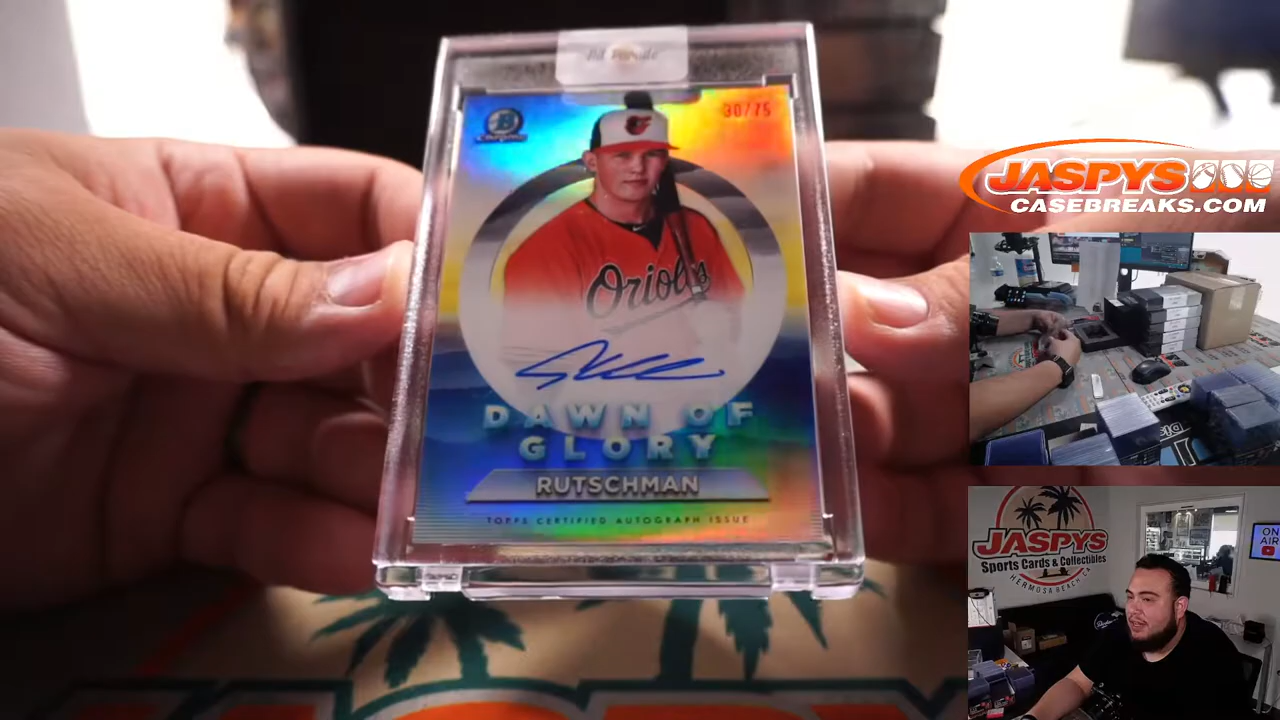 30/75
Chrome
Orioles
DAWN OF
GLORY
RUTSCHMAN
TOPPS CERTIFIED AUTOGRAPH ISSUE
JASPYS
CASEBREAKS.COM
JASPYS
Sports Cards & Collectibles
HERMOSA BEACH, CA
ON
AIR